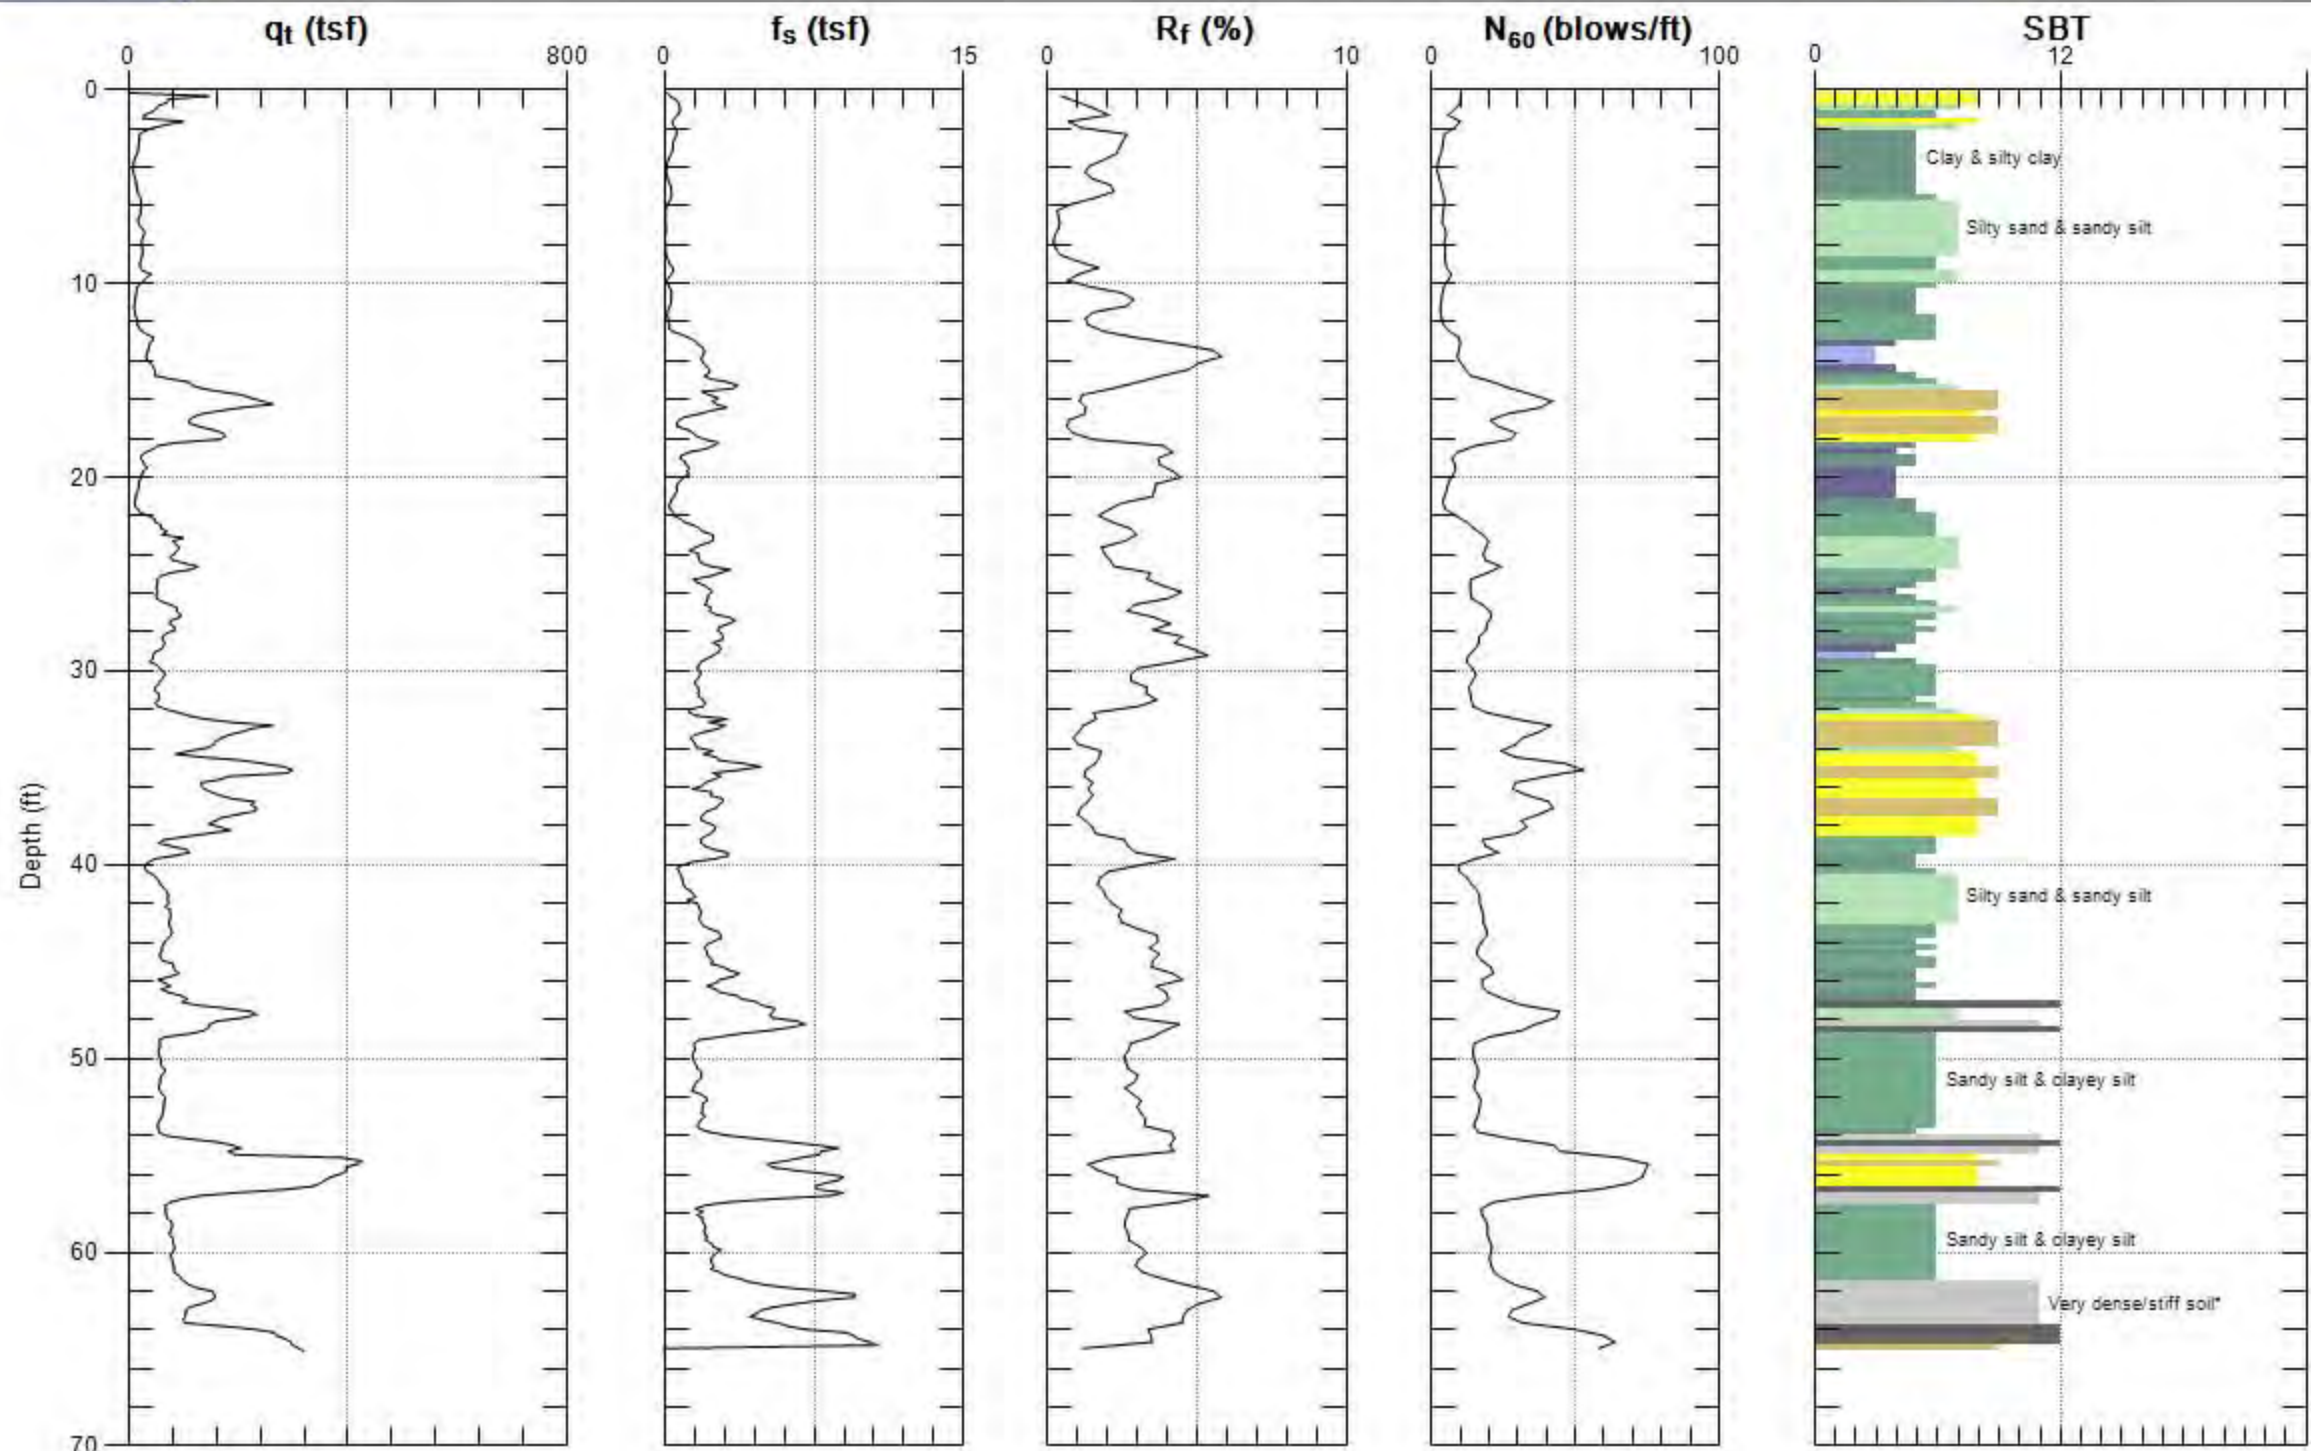 qt (tsf)
fs (tsf)
Rf (%)
N60 (blows/ft)
SBT
0
800
0
15
0
10
0
100
0
12
0
10
20
30
40
50
60
70
Depth (ft)
Clay & silty clay
Silty sand & sandy silt
Silty sand & sandy silt
Sandy silt & clayey silt
Sandy silt & clayey silt
Very dense/stiff soil*